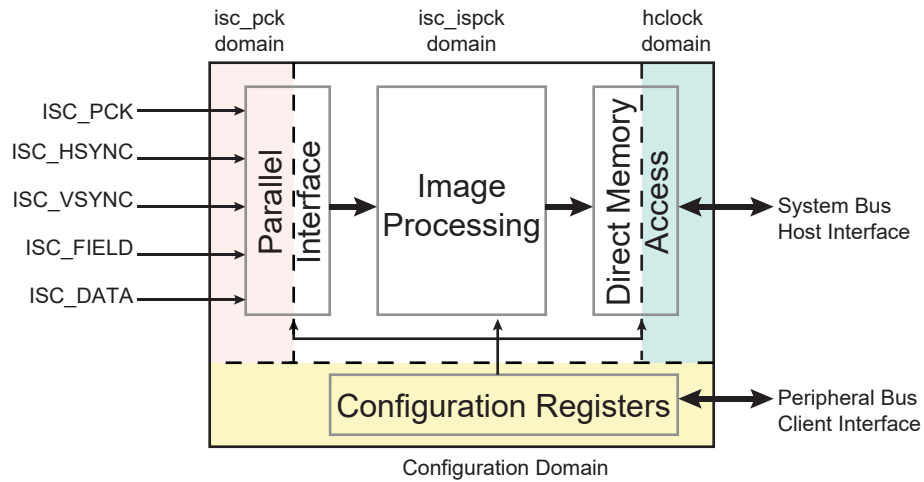 isc_pck
domain
isc_ispck
domain
hclock
domain
ISC_PCK
ISC_HSYNC
ISC_VSYNC
ISC_FIELD
ISC_DATA
Parallel
Interface
Image
Processing
Direct Memory
Access
System Bus
Host Interface
Configuration Registers
Peripheral Bus
Client Interface
Configuration Domain